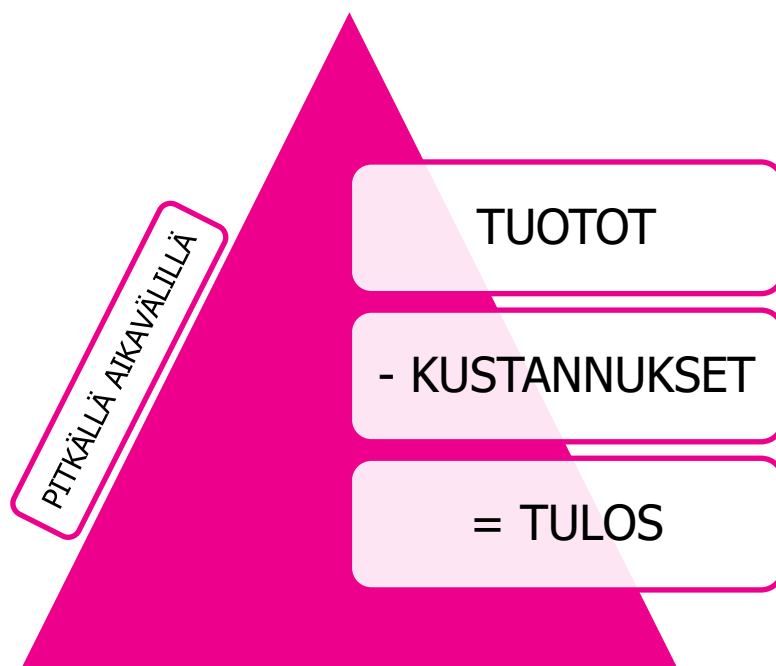 PITKÄLLÄ AIKAVÄLILLÄ
TUOTOT
- KUSTANNUKSET
= TULOS